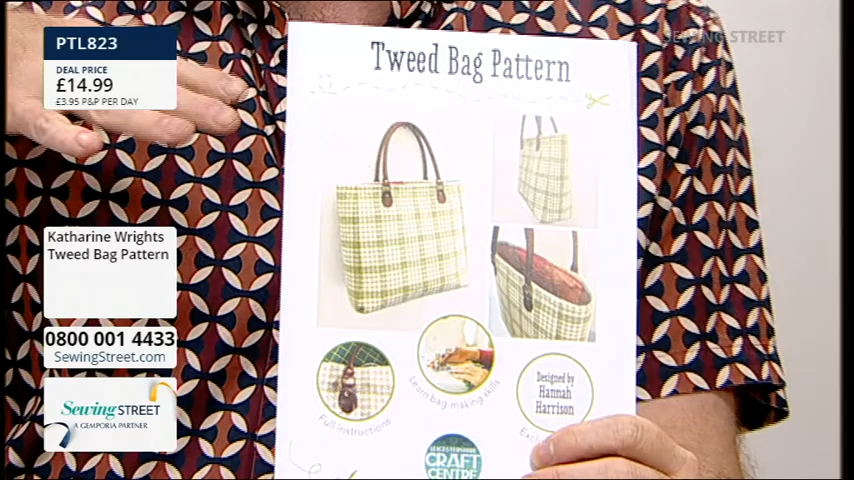 PTL823
DEAL PRICE
£14.99
£3.95 P&P PER DAY
Katharine Wrights
Tweed Bag Pattern
0800 001 4433
SewingStreet.com
Sewing STREET
A GEMPORIA PARTNER
SEWING STREET
Tweed Bag Pattern
Full instructions
Learn bag-making skills
Designed by
Hannah
Harrison
LEICESTERSHIRE
CRAFT
CENTRE